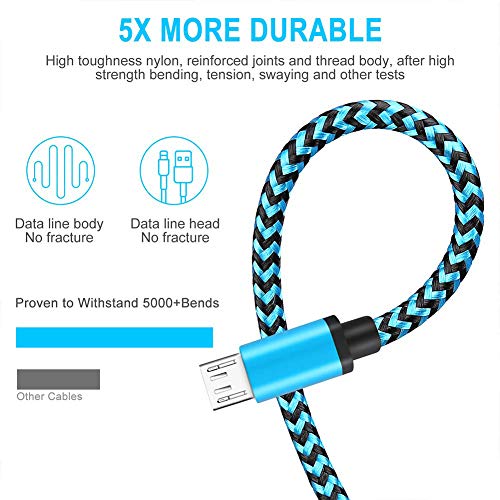 5X MORE DURABLE
High toughness nylon, reinforced joints and thread body, after high
strength bending, tension, swaying and other tests
Data line body
No fracture
Data line head
No fracture
Proven to Withstand 5000+Bends
Other Cables